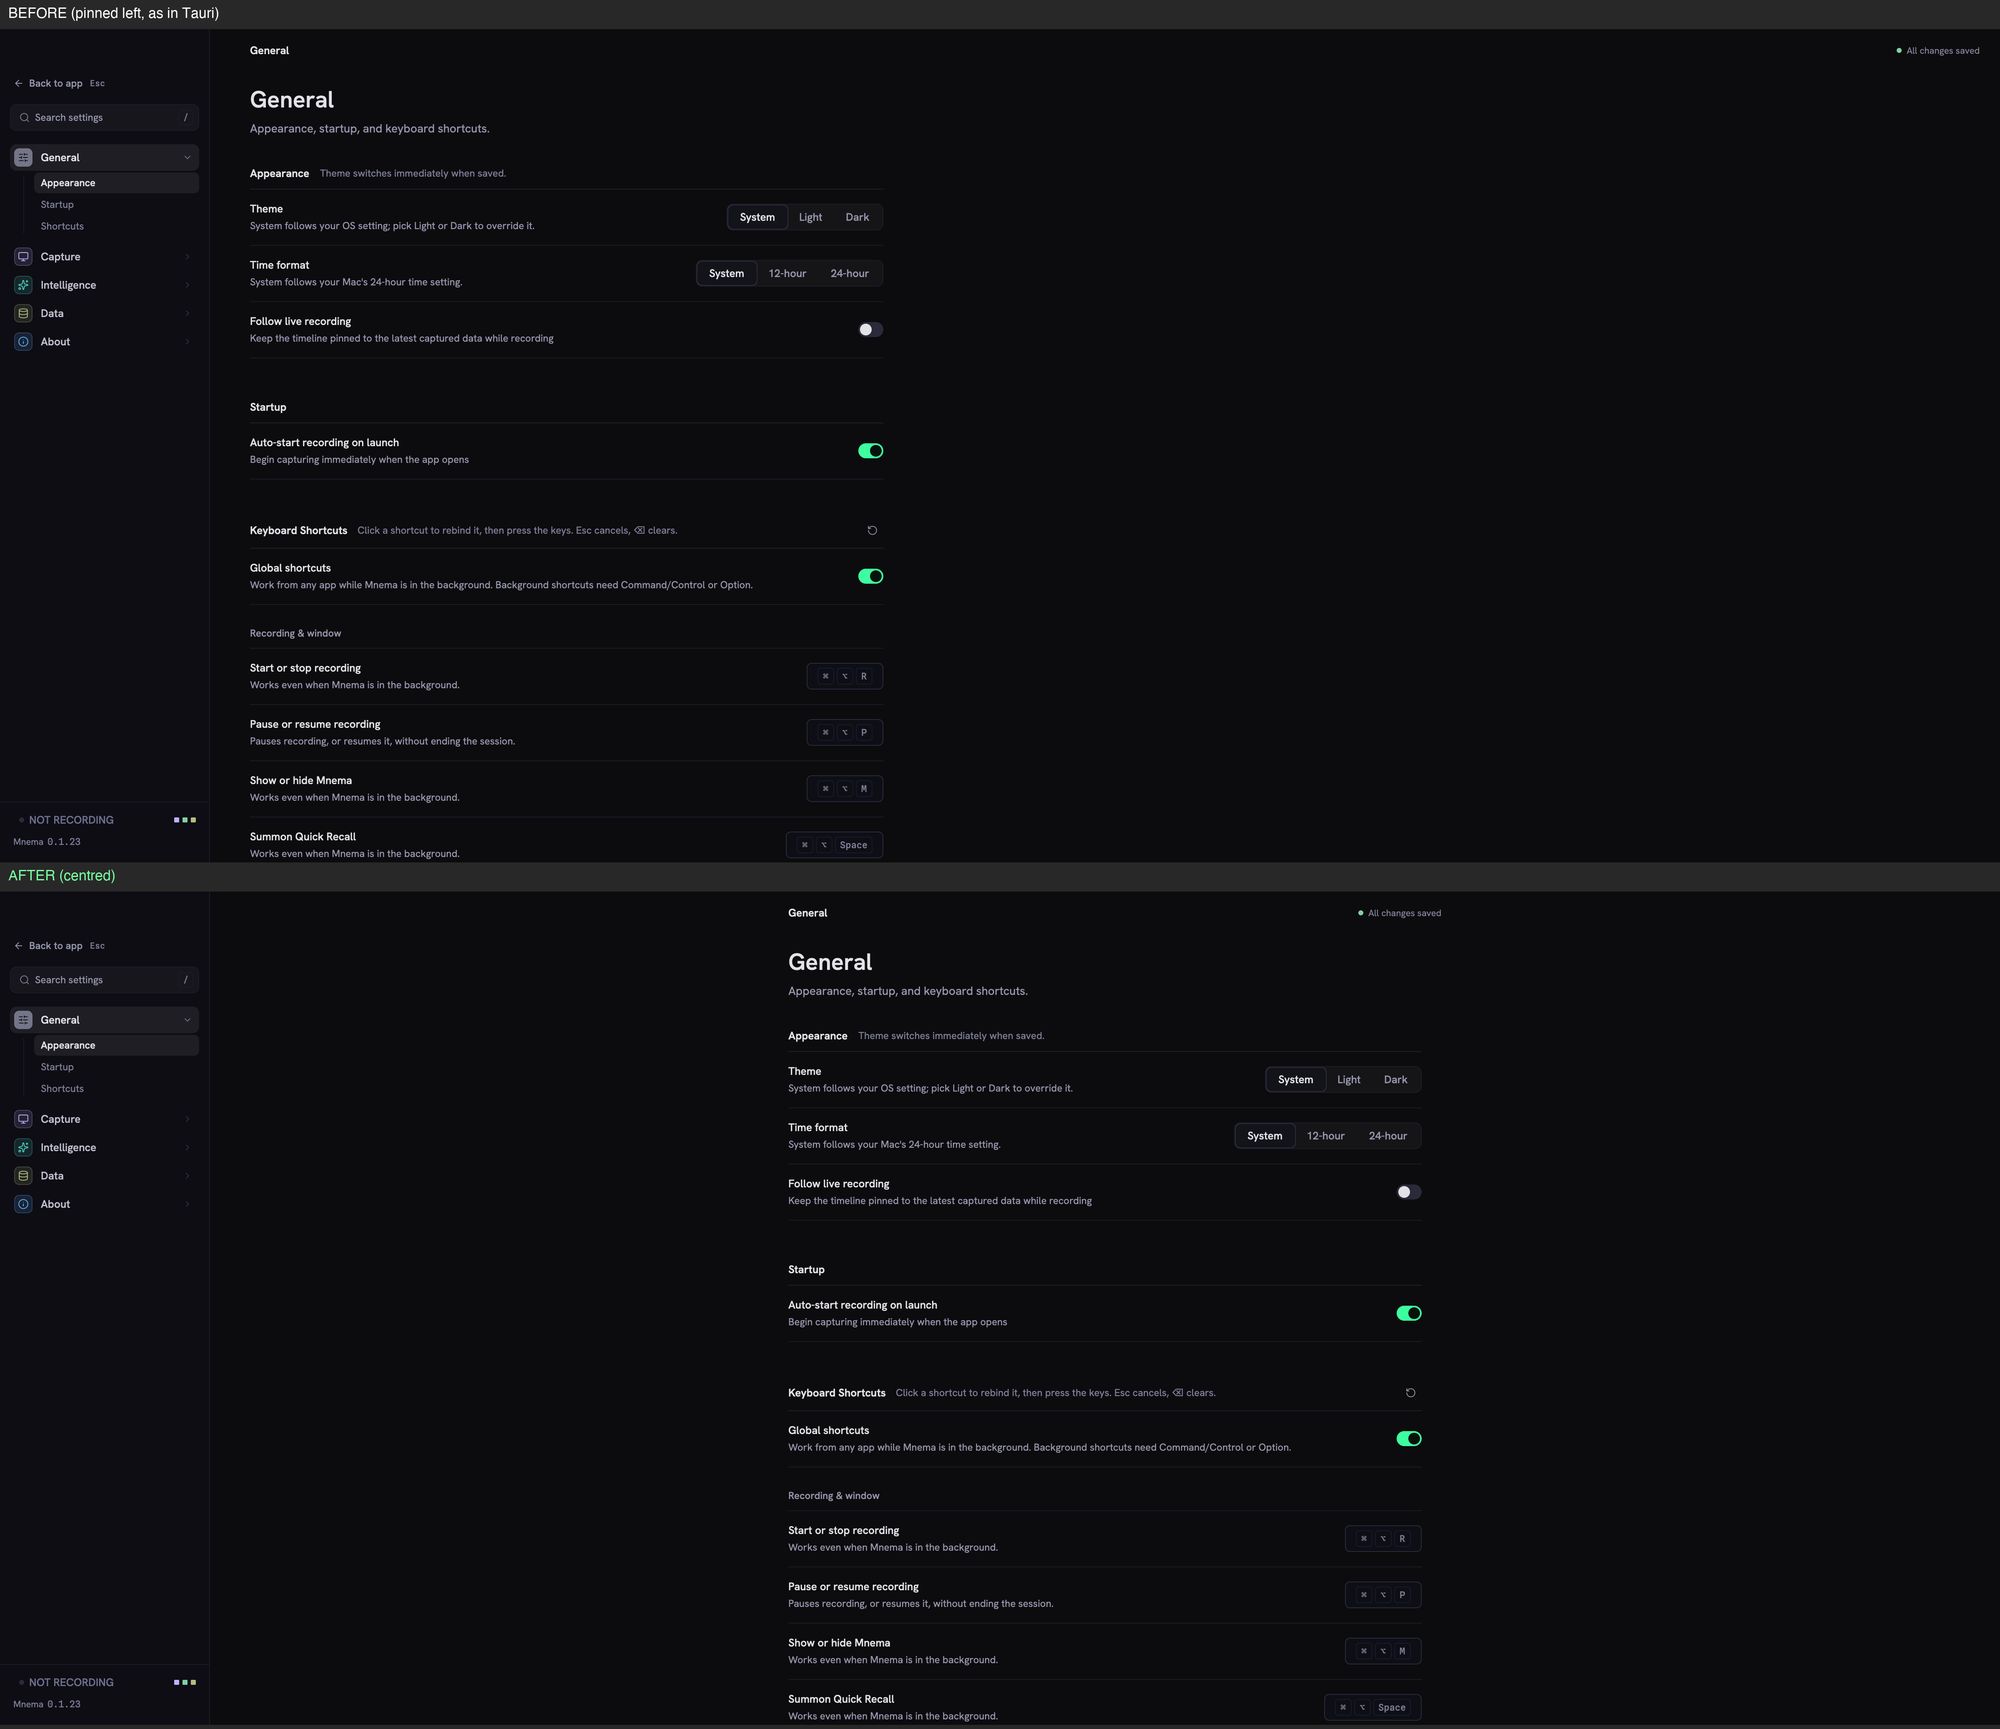 BEFORE (pinned left, as in Tauri)
General
All changes saved
Back to app Esc
Search settings /
General
Appearance
Startup
Shortcuts
Capture
Intelligence
Data
About
NOT RECORDING
Mnema 0.1.23
General
Appearance, startup, and keyboard shortcuts.
Appearance Theme switches immediately when saved.
Theme
System follows your OS setting; pick Light or Dark to override it.
System Light Dark
Time format
System follows your Mac's 24-hour time setting.
System 12-hour 24-hour
Follow live recording
Keep the timeline pinned to the latest captured data while recording
Startup
Auto-start recording on launch
Begin capturing immediately when the app opens
Keyboard Shortcuts Click a shortcut to rebind it, then press the keys. Esc cancels, ⌫ clears.
Global shortcuts
Work from any app while Mnema is in the background. Background shortcuts need Command/Control or Option.
Recording & window
Start or stop recording
Works even when Mnema is in the background.
⌘ ⌥ R
Pause or resume recording
Pauses recording, or resumes it, without ending the session.
⌘ ⌥ P
Show or hide Mnema
Works even when Mnema is in the background.
⌘ ⌥ M
Summon Quick Recall
Works even when Mnema is in the background.
⌘ ⌥ Space
AFTER (centred)
General
All changes saved
Back to app Esc
Search settings /
General
Appearance
Startup
Shortcuts
Capture
Intelligence
Data
About
NOT RECORDING
Mnema 0.1.23
General
Appearance, startup, and keyboard shortcuts.
Appearance Theme switches immediately when saved.
Theme
System follows your OS setting; pick Light or Dark to override it.
System Light Dark
Time format
System follows your Mac's 24-hour time setting.
System 12-hour 24-hour
Follow live recording
Keep the timeline pinned to the latest captured data while recording
Startup
Auto-start recording on launch
Begin capturing immediately when the app opens
Keyboard Shortcuts Click a shortcut to rebind it, then press the keys. Esc cancels, ⌫ clears.
Global shortcuts
Work from any app while Mnema is in the background. Background shortcuts need Command/Control or Option.
Recording & window
Start or stop recording
Works even when Mnema is in the background.
⌘ ⌥ R
Pause or resume recording
Pauses recording, or resumes it, without ending the session.
⌘ ⌥ P
Show or hide Mnema
Works even when Mnema is in the background.
⌘ ⌥ M
Summon Quick Recall
Works even when Mnema is in the background.
⌘ ⌥ Space